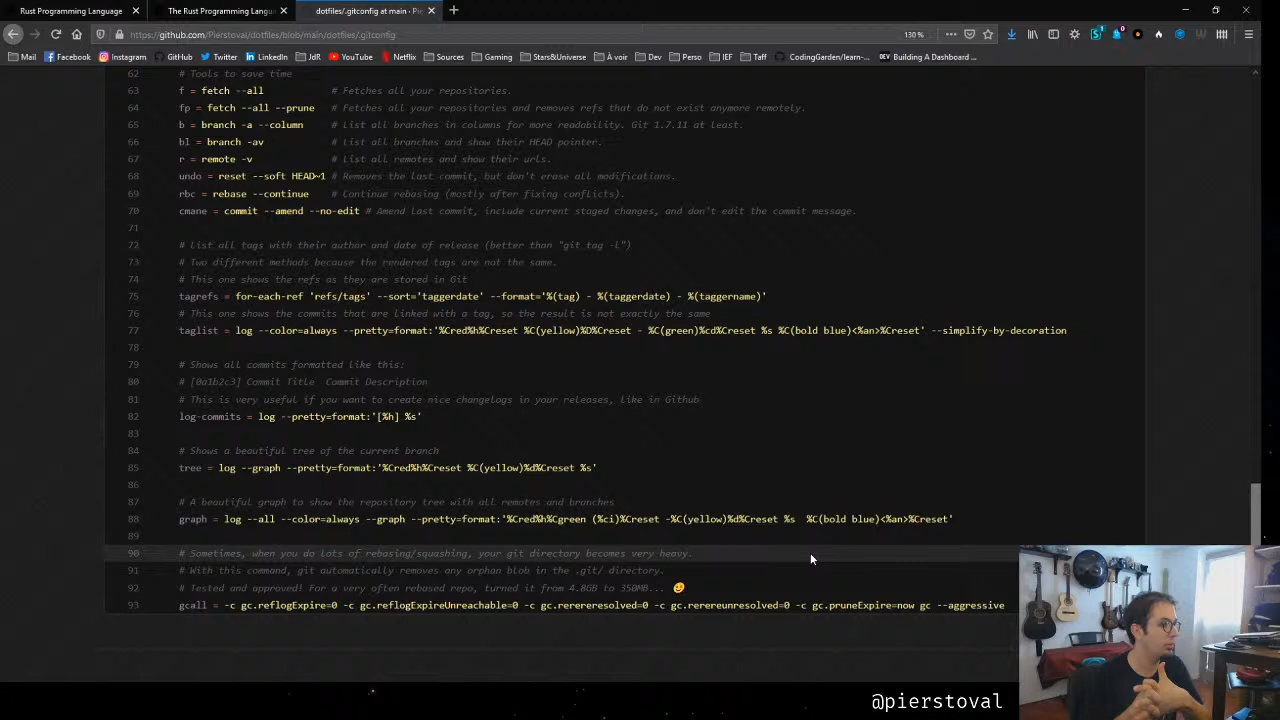 Rust Programming Language
The Rust Programming Langu
dotfiles/.gitconfig at main · Pie
https://github.com/Pierstoval/dotfiles/blob/main/dotfiles/.gitconfig
130 %
Mail
Facebook
Instagram
GitHub
Twitter
LinkedIn
JdR
YouTube
Netflix
Sources
Gaming
Stars&Universe
À voir
Dev
Perso
IEF
Taff
CodingGarden/learn-...
DEV Building A Dashboard ...
62 # Tools to save time
63 f = fetch --all # Fetches all your repositories.
64 fp = fetch --all --prune # Fetches all your repositories and removes refs that do not exist anymore remotely.
65 b = branch -a --column # List all branches in columns for more readability. Git 1.7.11 at least.
66 bl = branch -av # List all branches and show their HEAD pointer.
67 r = remote -v # List all remotes and show their urls.
68 undo = reset --soft HEAD~1 # Removes the last commit, but don't erase all modifications.
69 rbc = rebase --continue # Continue rebasing (mostly after fixing conflicts).
70 cmane = commit --amend --no-edit # Amend last commit, include current staged changes, and don't edit the commit message.
71
72 # list all tags with their author and date of release (better than "git tag -l")
73 # Two different methods because the rendered tags are not the same.
74 # This one shows the refs as they are stored in Git
75 tagrefs = for-each-ref 'refs/tags' --sort='taggerdate' --format='%(tag) - %(taggerdate) - %(taggername)'
76 # This one shows the commits that are linked with a tag, so the result is not exactly the same
77 taglist = log --color=always --pretty=format:'%Cred%h%Creset %C(yellow)%D%Creset - %C(green)%cd%Creset %s %C(bold blue)<%an>%Creset' --simplify-by-decoration
78
79 # Shows all commits formatted like this:
80 # [0a1b2c3] Commit Title  Commit Description
81 # This is very useful if you want to create nice changelogs in your releases, like in Github
82 log-commits = log --pretty=format:'[%h] %s'
83
84 # Shows a beautiful tree of the current branch
85 tree = log --graph --pretty=format:'%Cred%h%Creset %C(yellow)%d%Creset %s'
86
87 # A beautiful graph to show the repository tree with all remotes and branches
88 graph = log --all --color=always --graph --pretty=format:'%Cred%h%Cgreen (%ci)%Creset -%C(yellow)%d%Creset %s  %C(bold blue)<%an>%Creset'
89
90 # Sometimes, when you do lots of rebasing/squashing, your git directory becomes very heavy.
91 # With this command, git automatically removes any orphan blob in the .git/ directory.
92 # Tested and approved! For a very often rebased repo, turned it from 4.8GB to 350MB... 😉
93 gcall = -c gc.reflogExpire=0 -c gc.reflogExpireUnreachable=0 -c gc.rerereresolved=0 -c gc.rerereunresolved=0 -c gc.pruneExpire=now gc --aggressive
@pierstoval